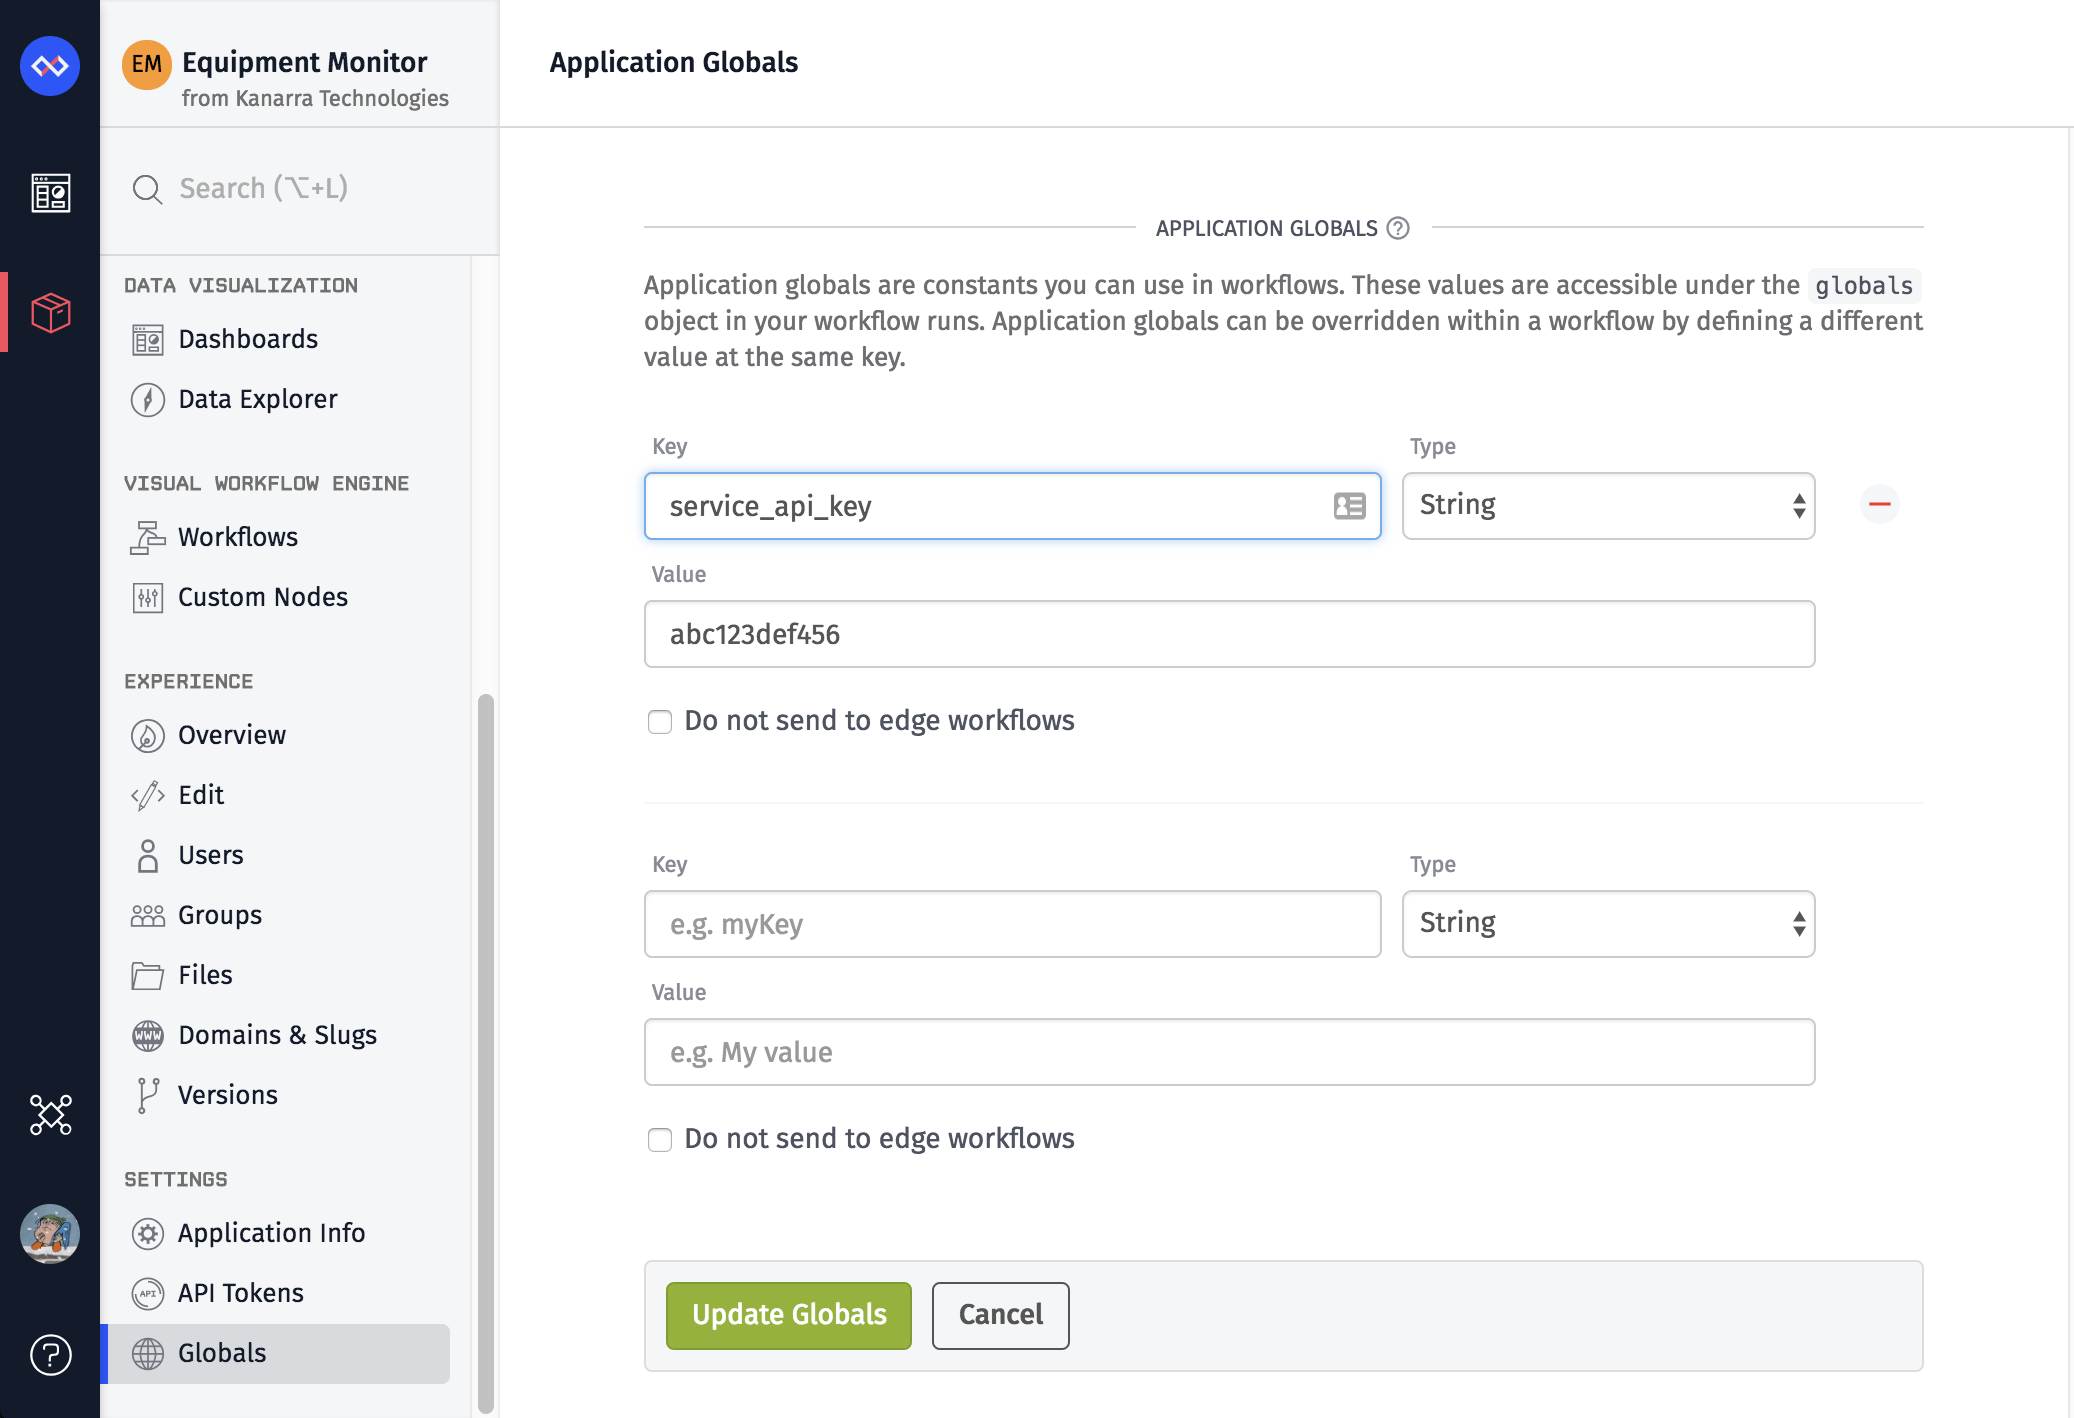 EM
Equipment Monitor
from Kanarra Technologies
Search (⌥+L)
DATA VISUALIZATION
Dashboards
Data Explorer
VISUAL WORKFLOW ENGINE
Workflows
Custom Nodes
EXPERIENCE
Overview
Edit
Users
Groups
Files
WWW
Domains & Slugs
Versions
SETTINGS
Application Info
API
API Tokens
Globals
?
Application Globals
APPLICATION GLOBALS ?
Application globals are constants you can use in workflows. These values are accessible under the globals
object in your workflow runs. Application globals can be overridden within a workflow by defining a different
value at the same key.
Key
Type
service_api_key
String
Value
abc123def456
Do not send to edge workflows
Key
Type
e.g. myKey
String
Value
e.g. My value
Do not send to edge workflows
Update Globals
Cancel